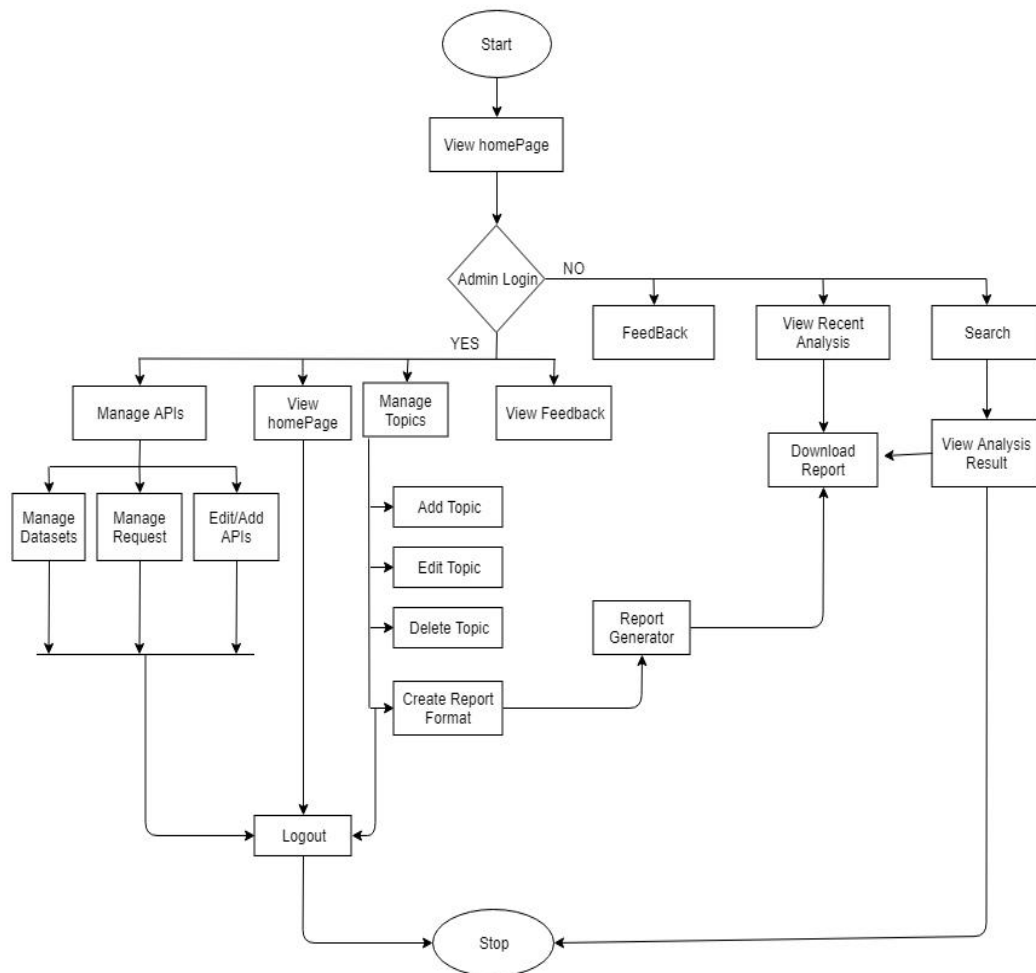 Start
View homePage
Admin Login
NO
YES
FeedBack
View Recent
Analysis
Search
Manage APIs
View
homePage
Manage
Topics
View Feedback
Download
Report
View Analysis
Result
Manage
Datasets
Manage
Request
Edit/Add
APIs
Add Topic
Edit Topic
Delete Topic
Report
Generator
Create Report
Format
Logout
Stop